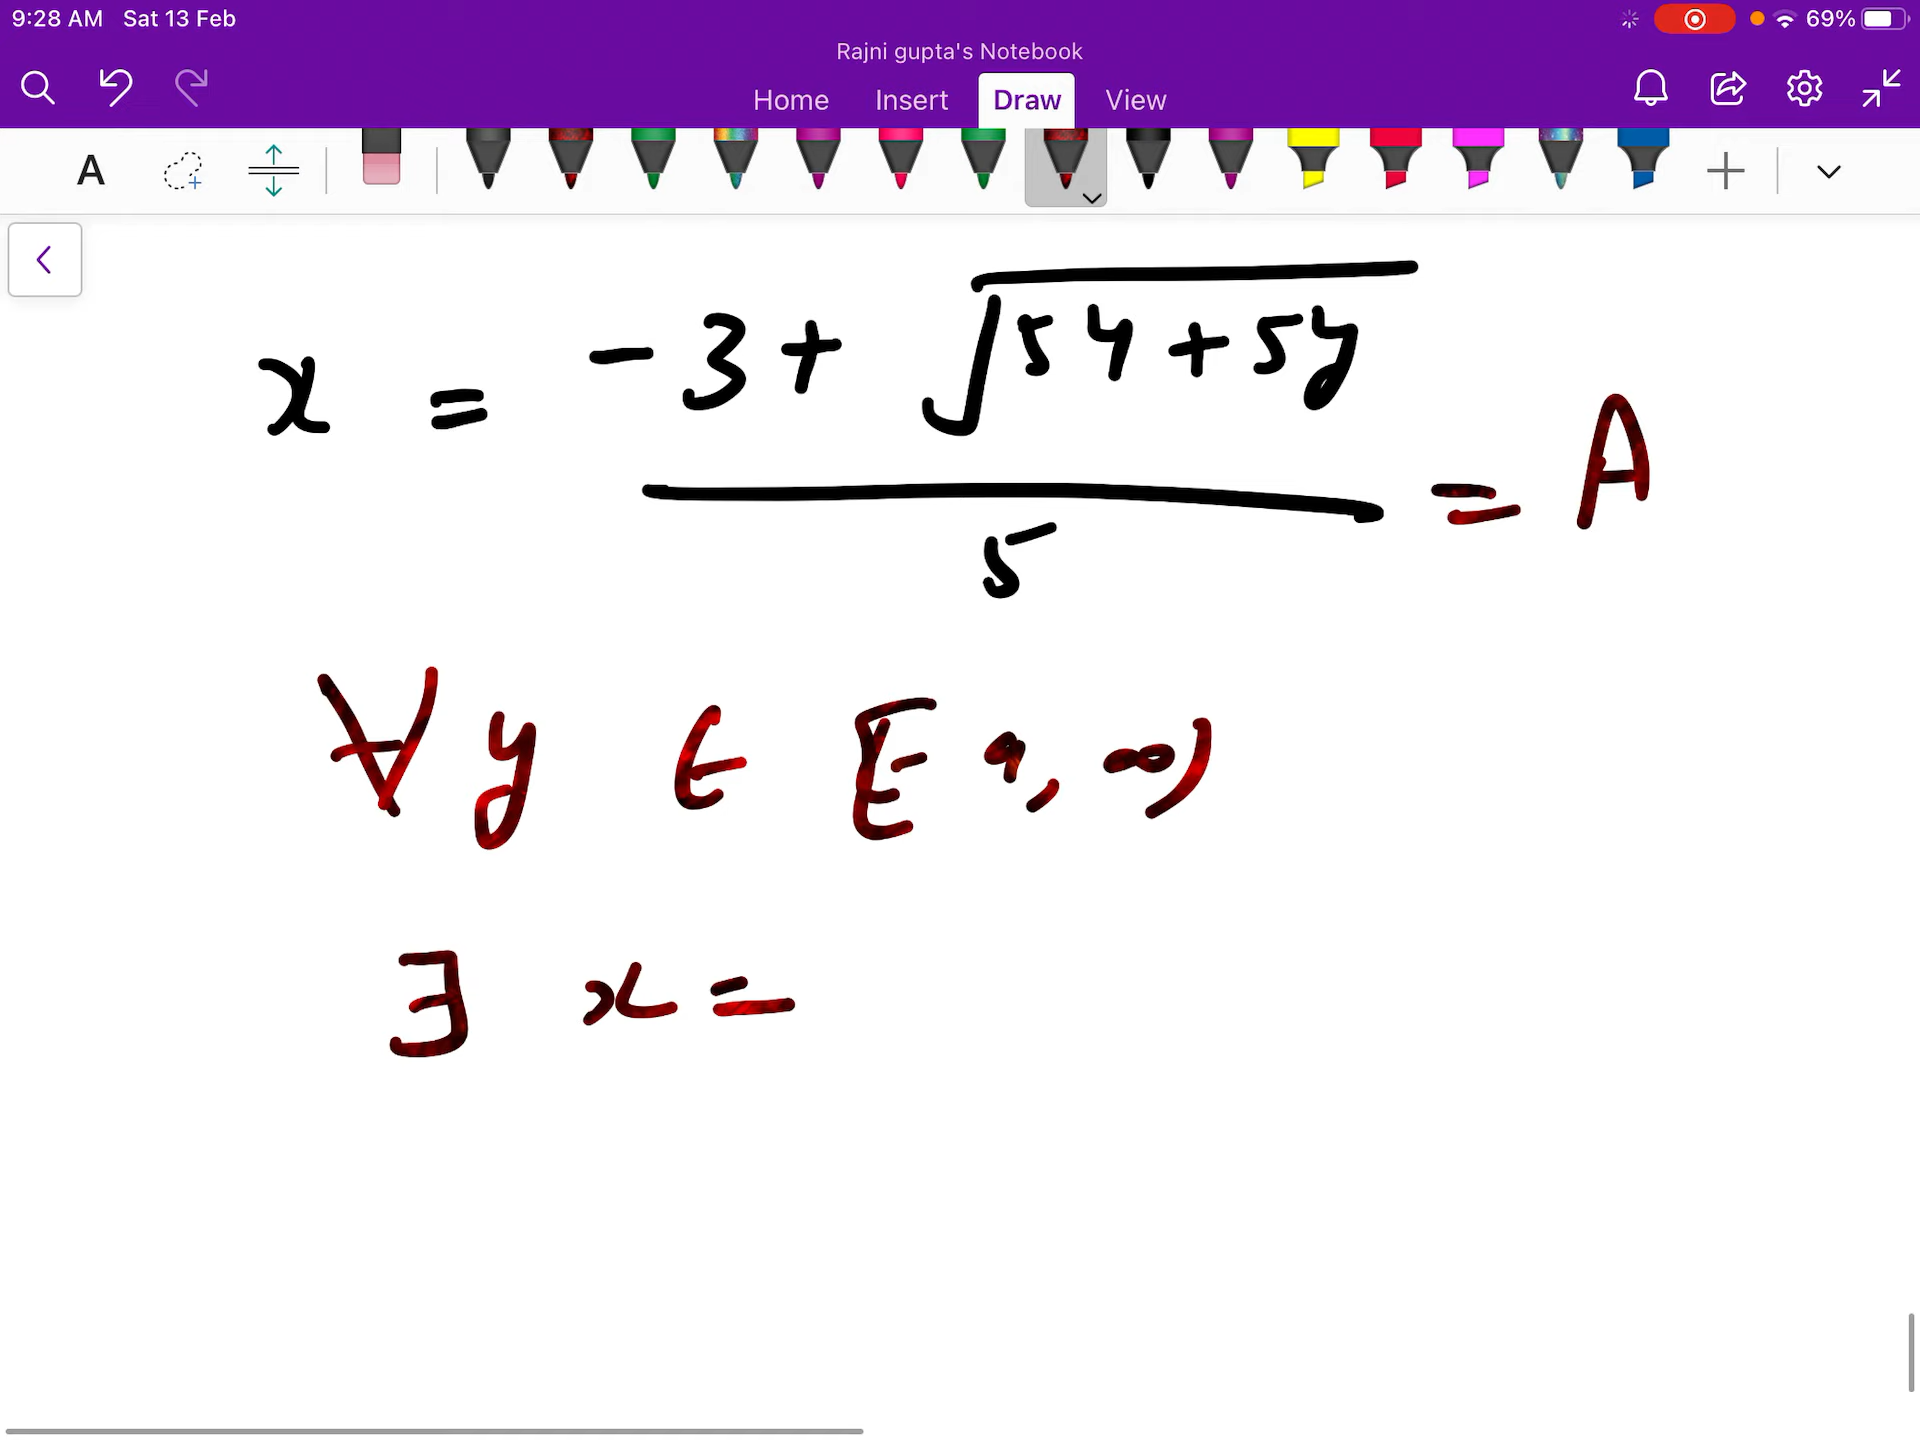 9:28 AM Sat 13 Feb 69%
Rajni gupta's Notebook
Home Insert Draw View
A
x = -3 + √54 + 5y
5
= A
∀ y ∈ [-9, ∞)
∃ x =